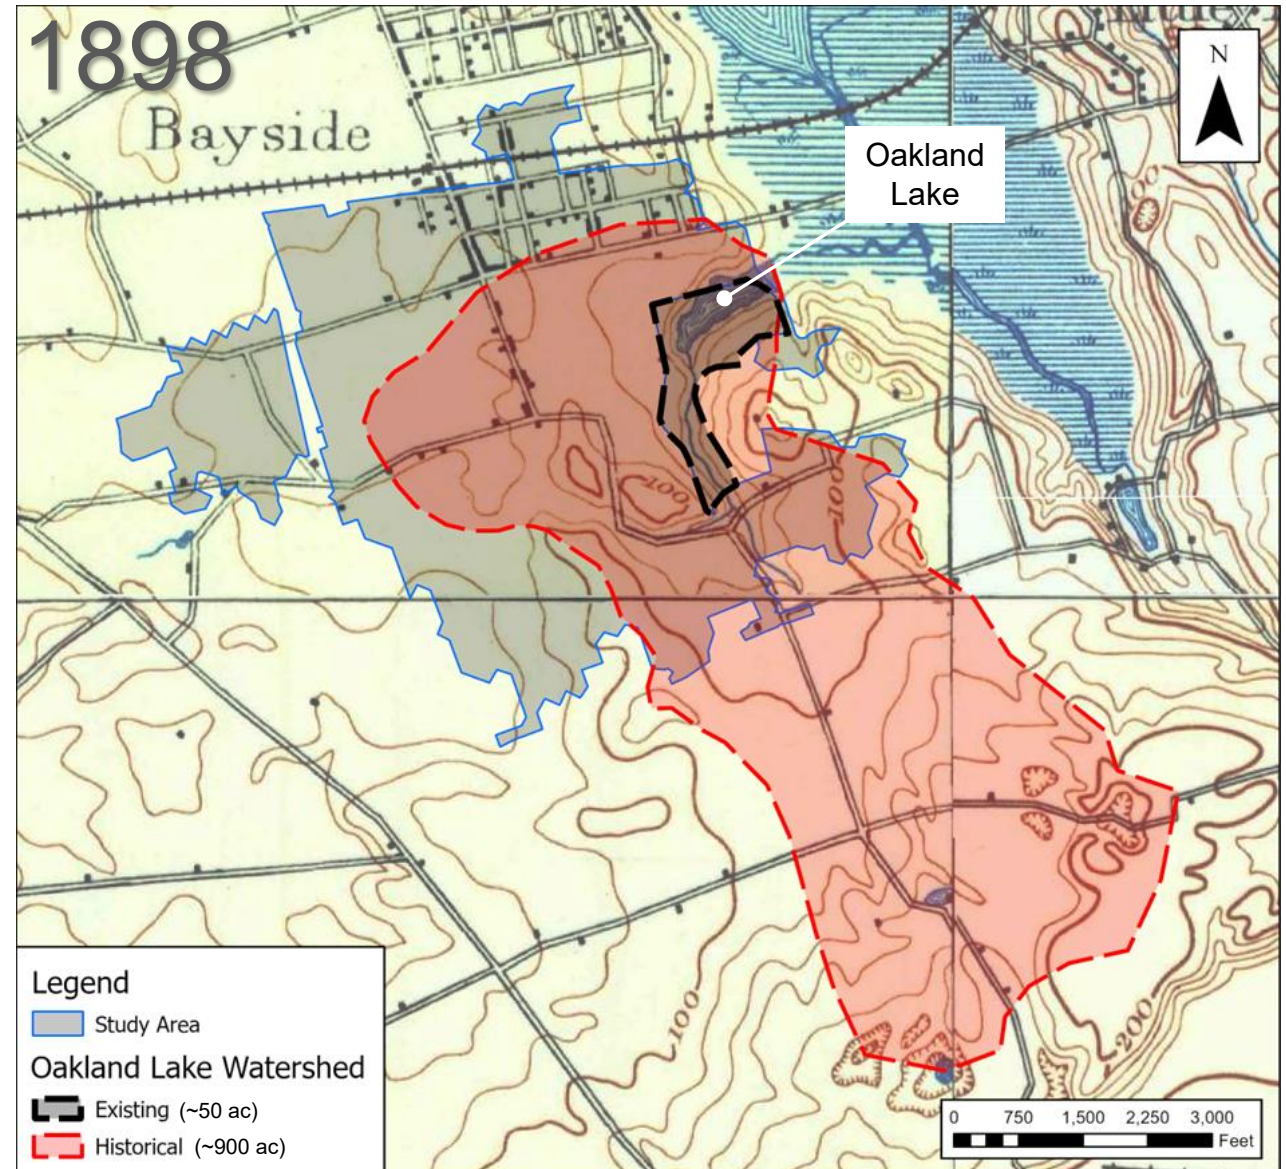 1898
Bayside
N
Oakland
Lake
100
100
100
200
Legend
Study Area
Oakland Lake Watershed
Existing (~50 ac)
Historical (~900 ac)
0 750 1,500 2,250 3,000
Feet